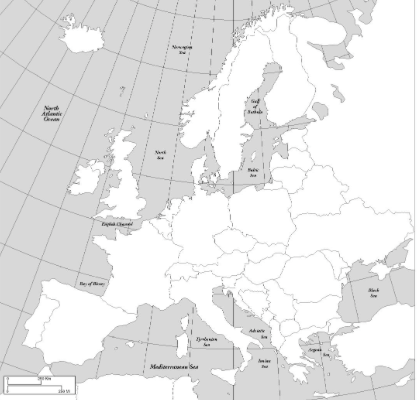 Norwegian
Sea
North
Atlantic
Ocean
Gulf
of
Bothnia
North
Sea
Baltic
Sea
English Channel
Bay of Biscay
Black
Sea
Adriatic
Sea
Tyrrhenian
Sea
Aegean
Sea
Ionian
Sea
Mediterranean Sea